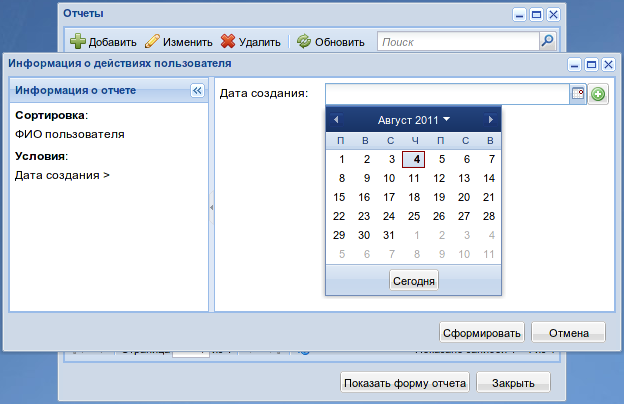 Отчеты
Добавить Изменить Удалить Обновить Поиск
Информация о действиях пользователя
Информация о отчете
Сортировка:
ФИО пользователя
Условия:
Дата создания >
Дата создания:
Август 2011
П В С Ч П С В
1 2 3 4 5 6 7
8 9 10 11 12 13 14
15 16 17 18 19 20 21
22 23 24 25 26 27 28
29 30 31 1 2 3 4
5 6 7 8 9 10 11
Сегодня
Сформировать Отмена
Страница
Показать форму отчета Закрыть